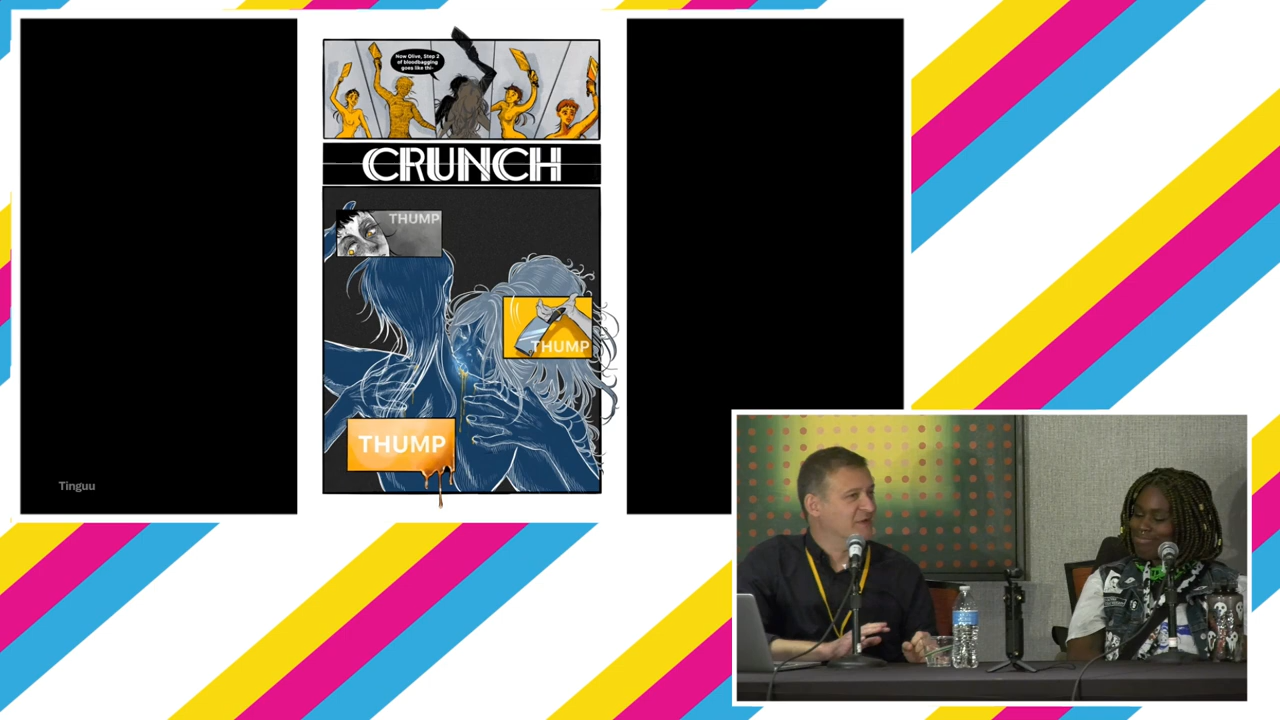 Now Olive, Step 2
of bloodbagging
goes like thi-
CRUNCH
THUMP
THUMP
THUMP
Tinguu